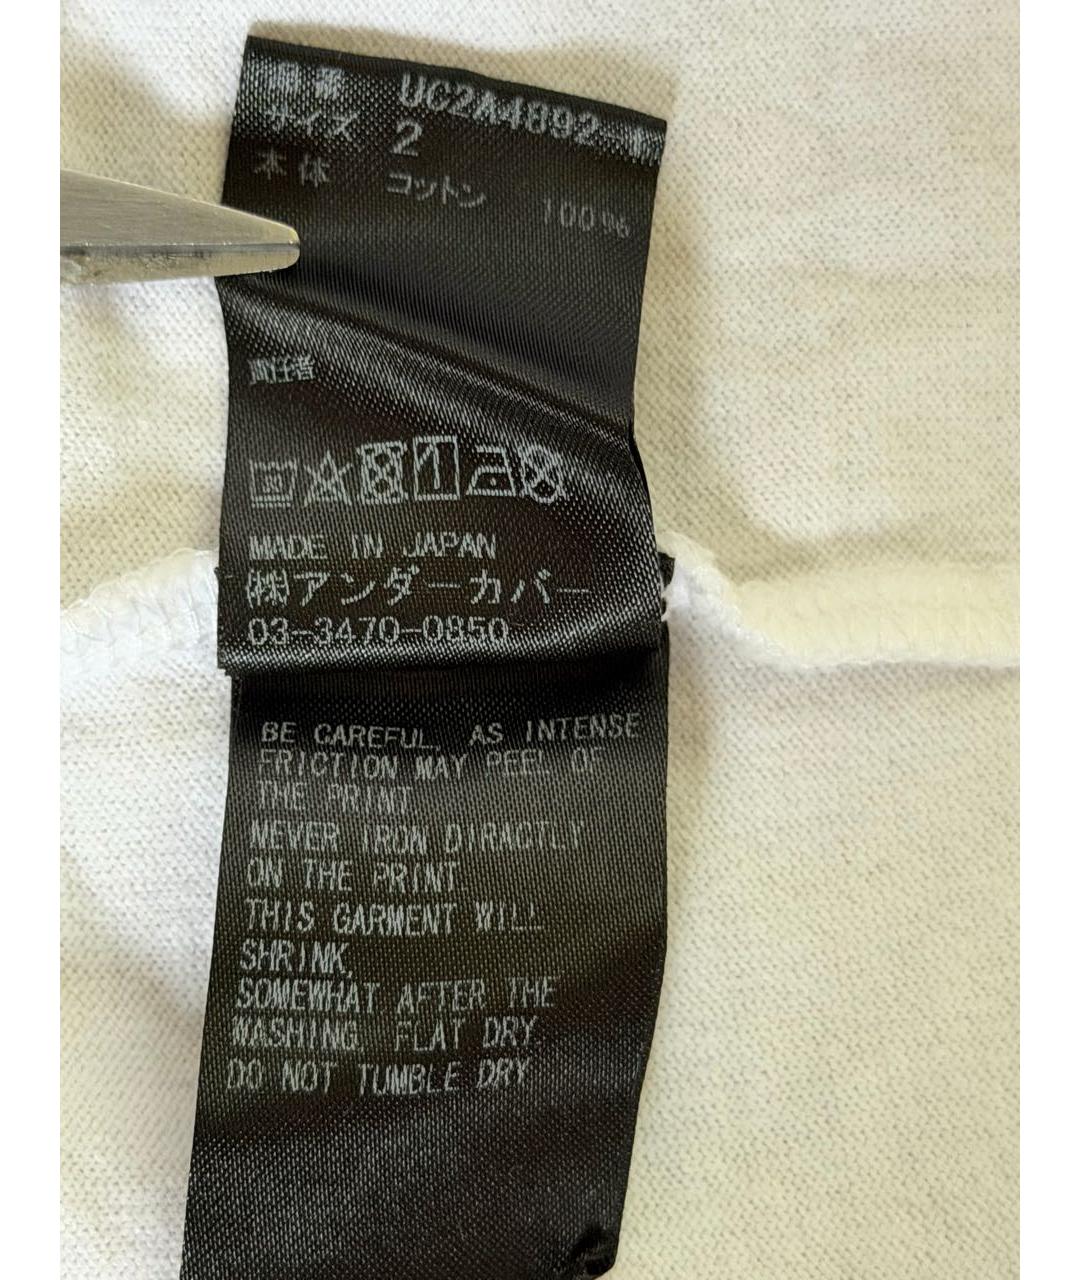 品番 UC2A4892-1
サイズ 2
本体 コットン 100%
責任者
MADE IN JAPAN
㈱アンダーカバー
03-3470-0850
BE CAREFUL, AS INTENSE
FRICTION MAY PEEL OF
THE PRINT.
NEVER IRON DIRACTLY
ON THE PRINT.
THIS GARMENT WILL
SHRINK,
SOMEWHAT AFTER THE
WASHING. FLAT DRY.
DO NOT TUMBLE DRY